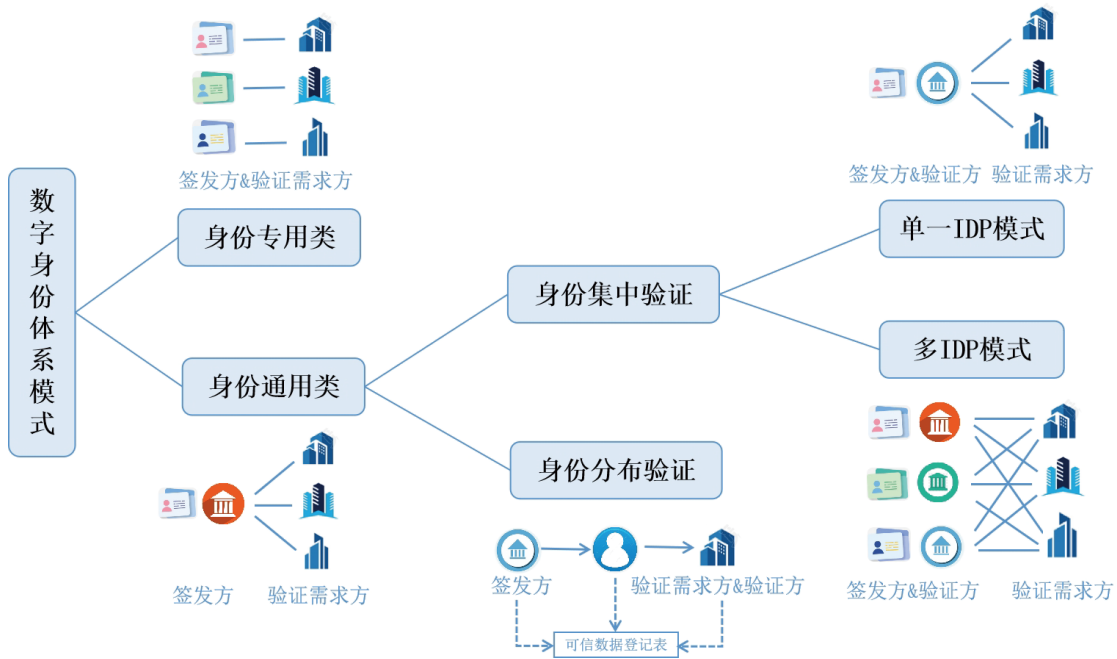 签发方&验证需求方
签发方&验证方
验证需求方
数字身份体系模式
身份专用类
单一IDP模式
身份集中验证
多IDP模式
身份通用类
身份分布验证
签发方
验证需求方
签发方
验证需求方&验证方
签发方&验证方
验证需求方
可信数据登记表